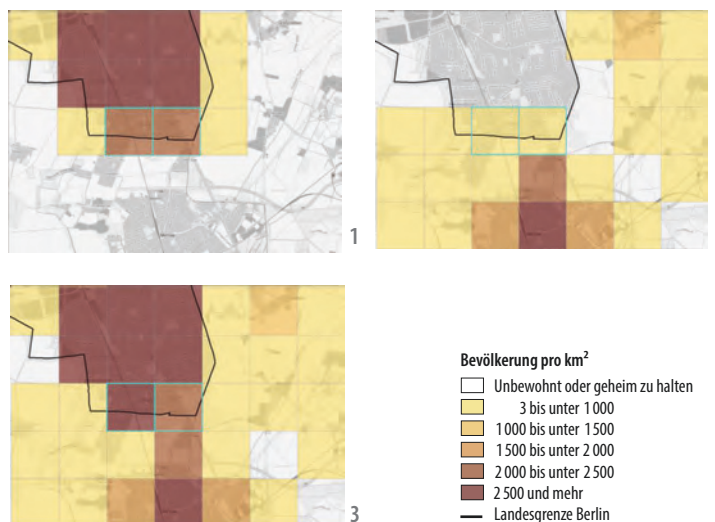 1
3
Bevölkerung pro km²
Unbewohnt oder geheim zu halten
3 bis unter 1 000
1 000 bis unter 1 500
1 500 bis unter 2 000
2 000 bis unter 2 500
2 500 und mehr
Landesgrenze Berlin